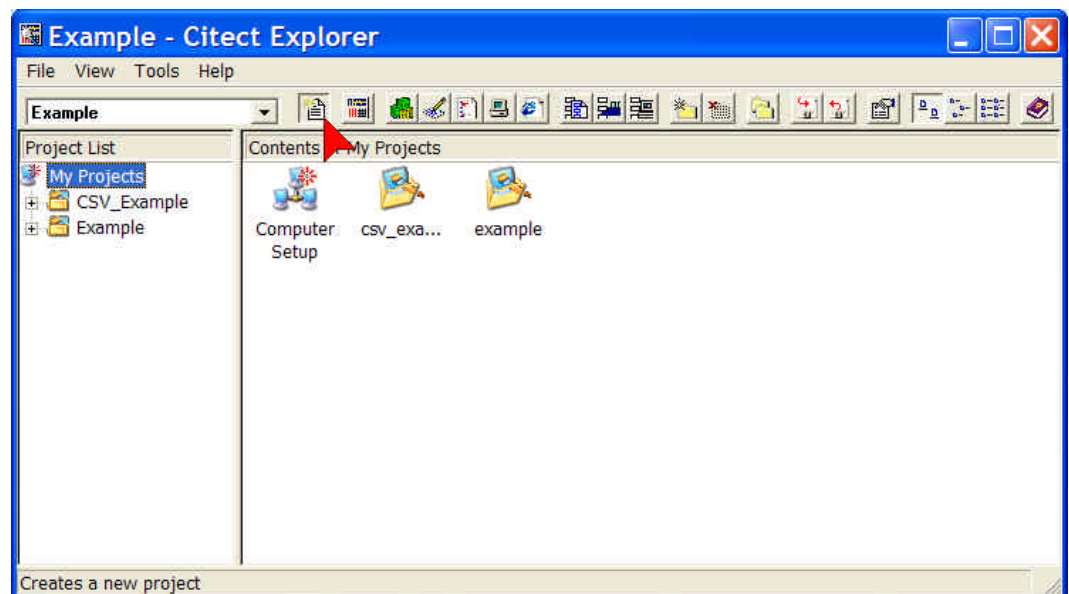 Example - Citect Explorer
File View Tools Help
Example
Project List
Contents My Projects
My Projects
CSV_Example
Example
Computer Setup
csv_exa...
example
Creates a new project